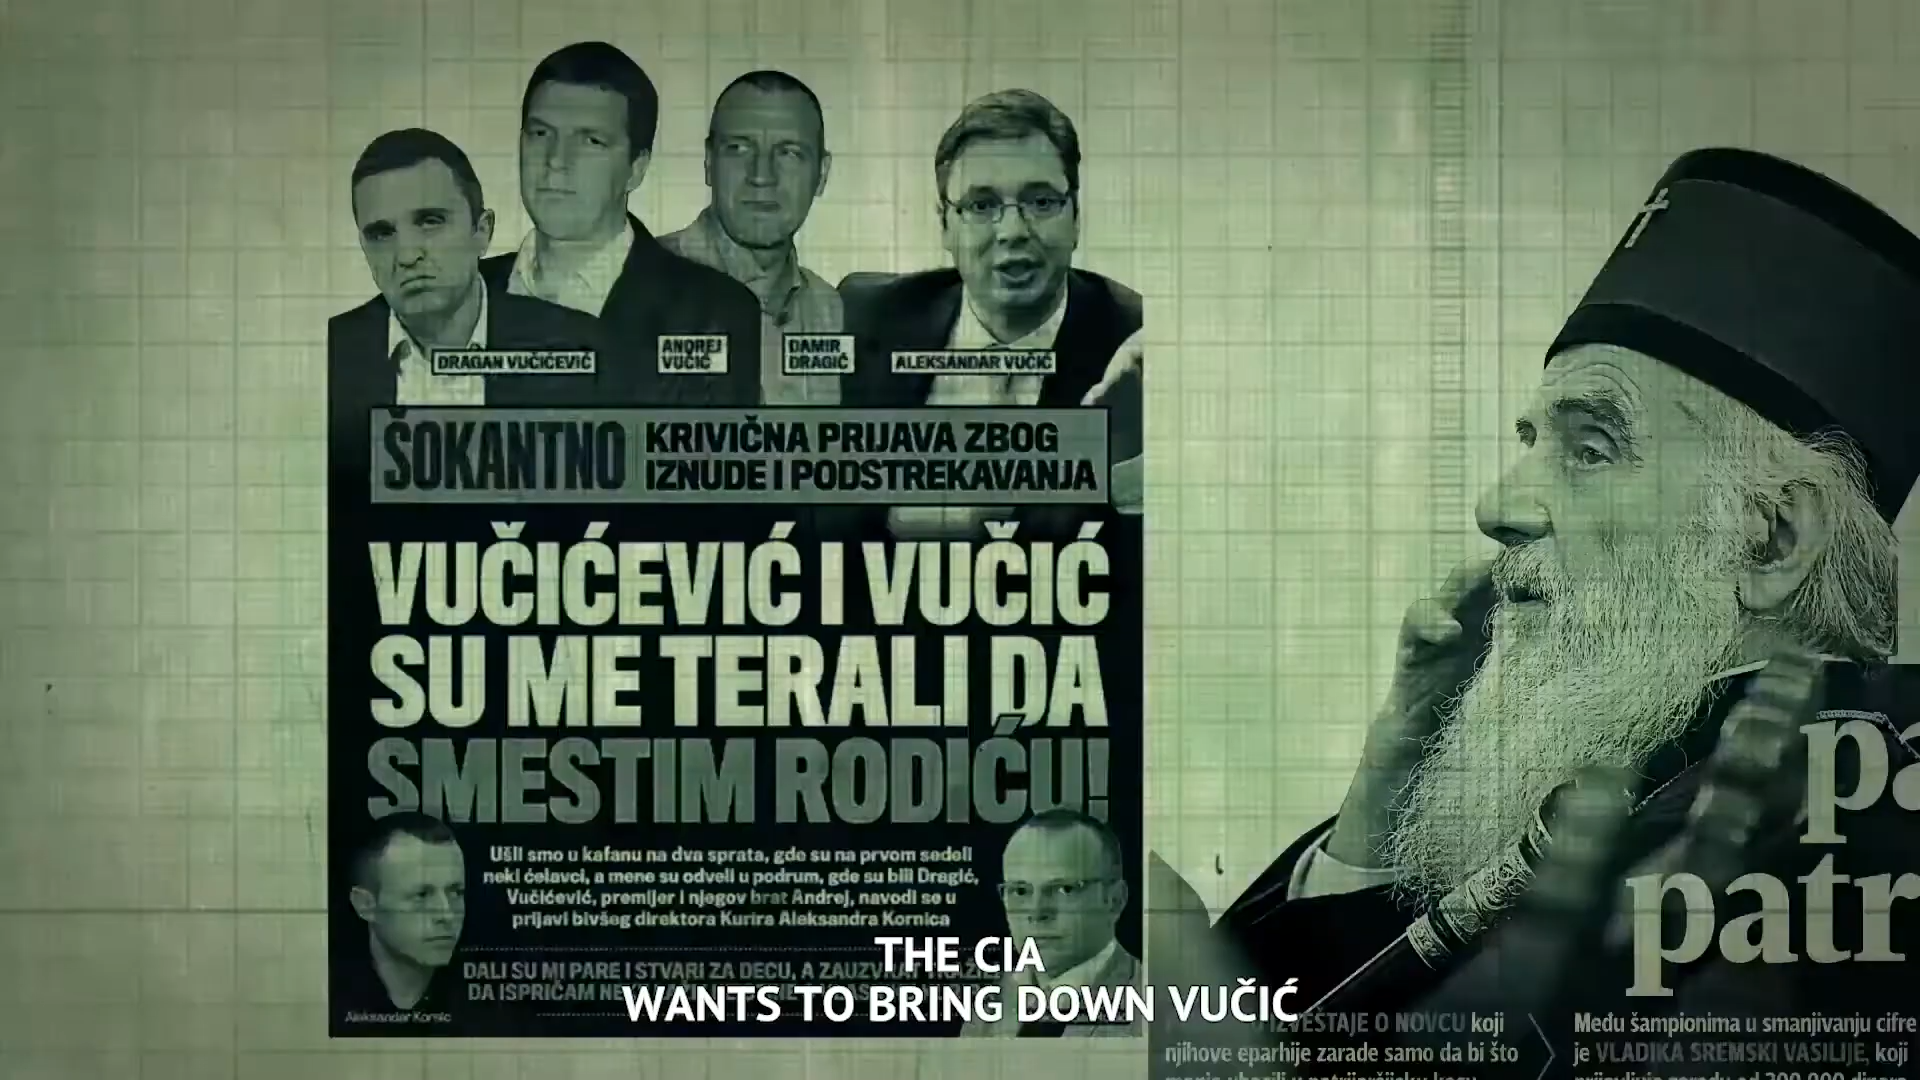 DRAGAN VUČIĆEVIĆ
ANDREJ
VUČIĆ
DAMIR
DRAGIĆ
ALEKSANDAR VUČIĆ
ŠOKANTNO
KRIVIČNA PRIJAVA ZBOG
IZNUDE I PODSTREKAVANJA
VUČIĆEVIĆ I VUČIĆ
SU ME TERALI DA
SMESTIM RODIĆU!
Ušli smo u kafanu na dva sprata, gde su na prvom sedeli
neki ćelavci, a mene su odveli u podrum, gde su bili Dragić,
Vučićević, premijer i njegov brat Andrej, navodi se u
prijavi bivšeg direktora Kurira Aleksandra Kornica
DALI SU MI PARE I STVARI ZA DECU, A ZAUZVRAT
DA ISPRIČAM
Aleksandar Kornic
THE CIA
WANTS TO BRING DOWN VUČIĆ
pa
patr
IZVEŠTAJE O NOVCU koji
njihove eparhije zarade samo da bi što
Među šampionima u smanjivanju cifre
je VLADIKA SREMSKI VASILIJE, koji